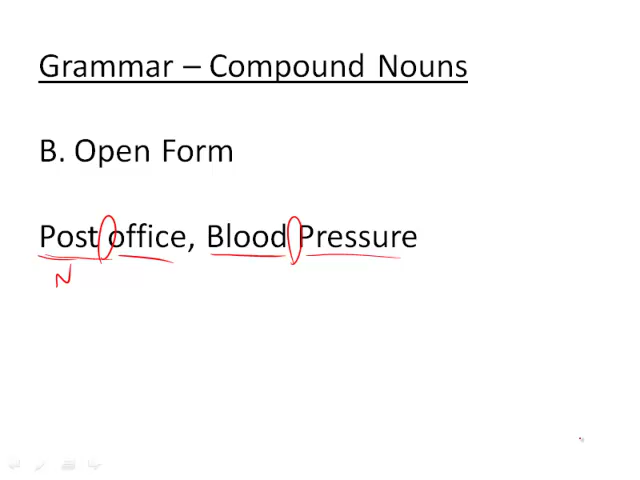 Grammar – Compound Nouns
B. Open Form
Post office, Blood Pressure
N